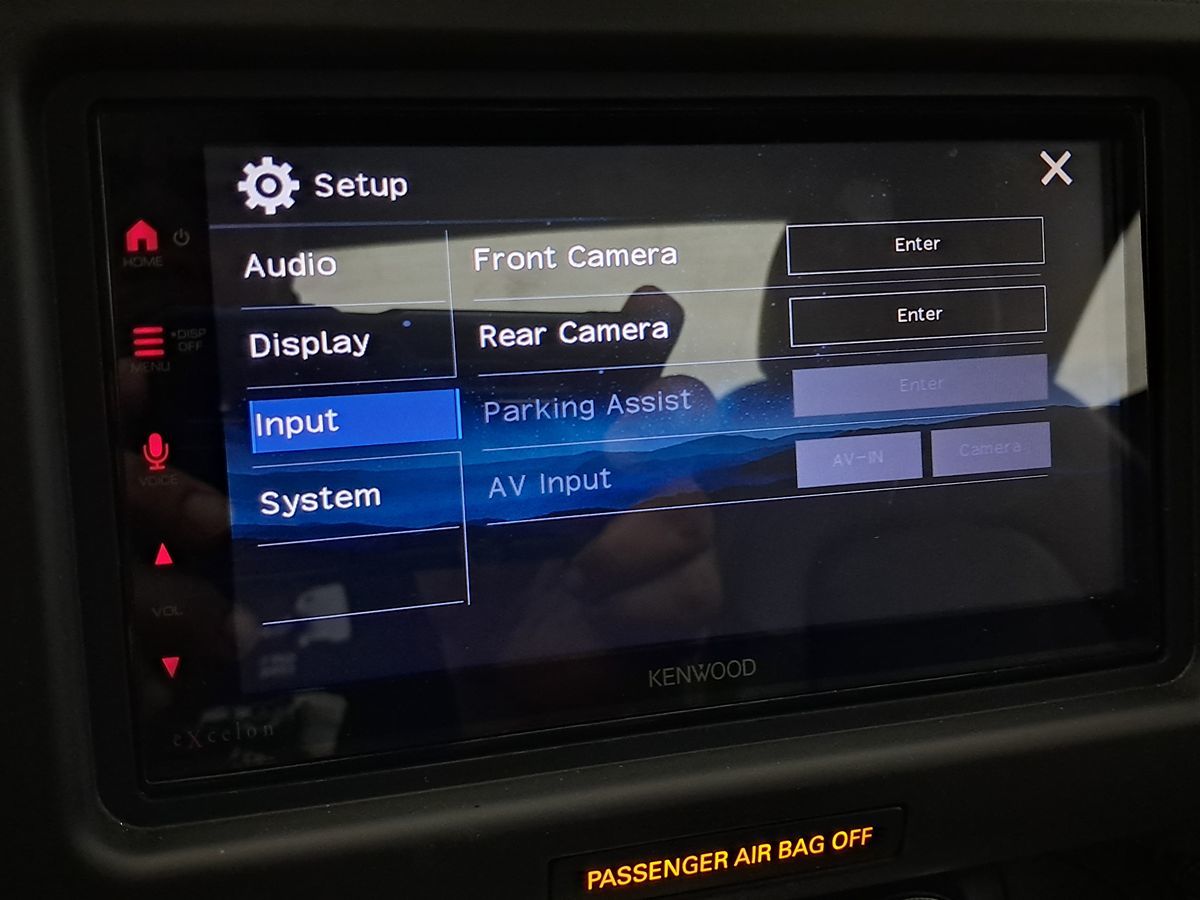 Setup
HOME
Audio
Front Camera
Enter
DISP
OFF
MENU
Display
Rear Camera
Enter
Input
Parking Assist
Enter
VOICE
System
AV Input
AV-IN
Camera
VOL
KENWOOD
eXcelon
PASSENGER AIR BAG OFF